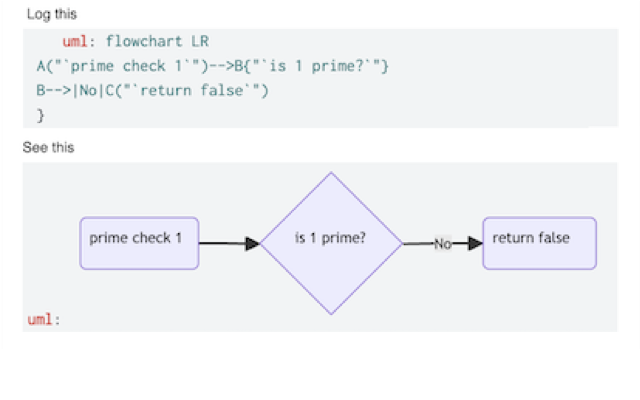 Log this
uml: flowchart LR
A("`prime check 1`")-->B{"`is 1 prime?`"}
B-->|No|C("`return false`")
}
See this
prime check 1
is 1 prime?
No
return false
uml: